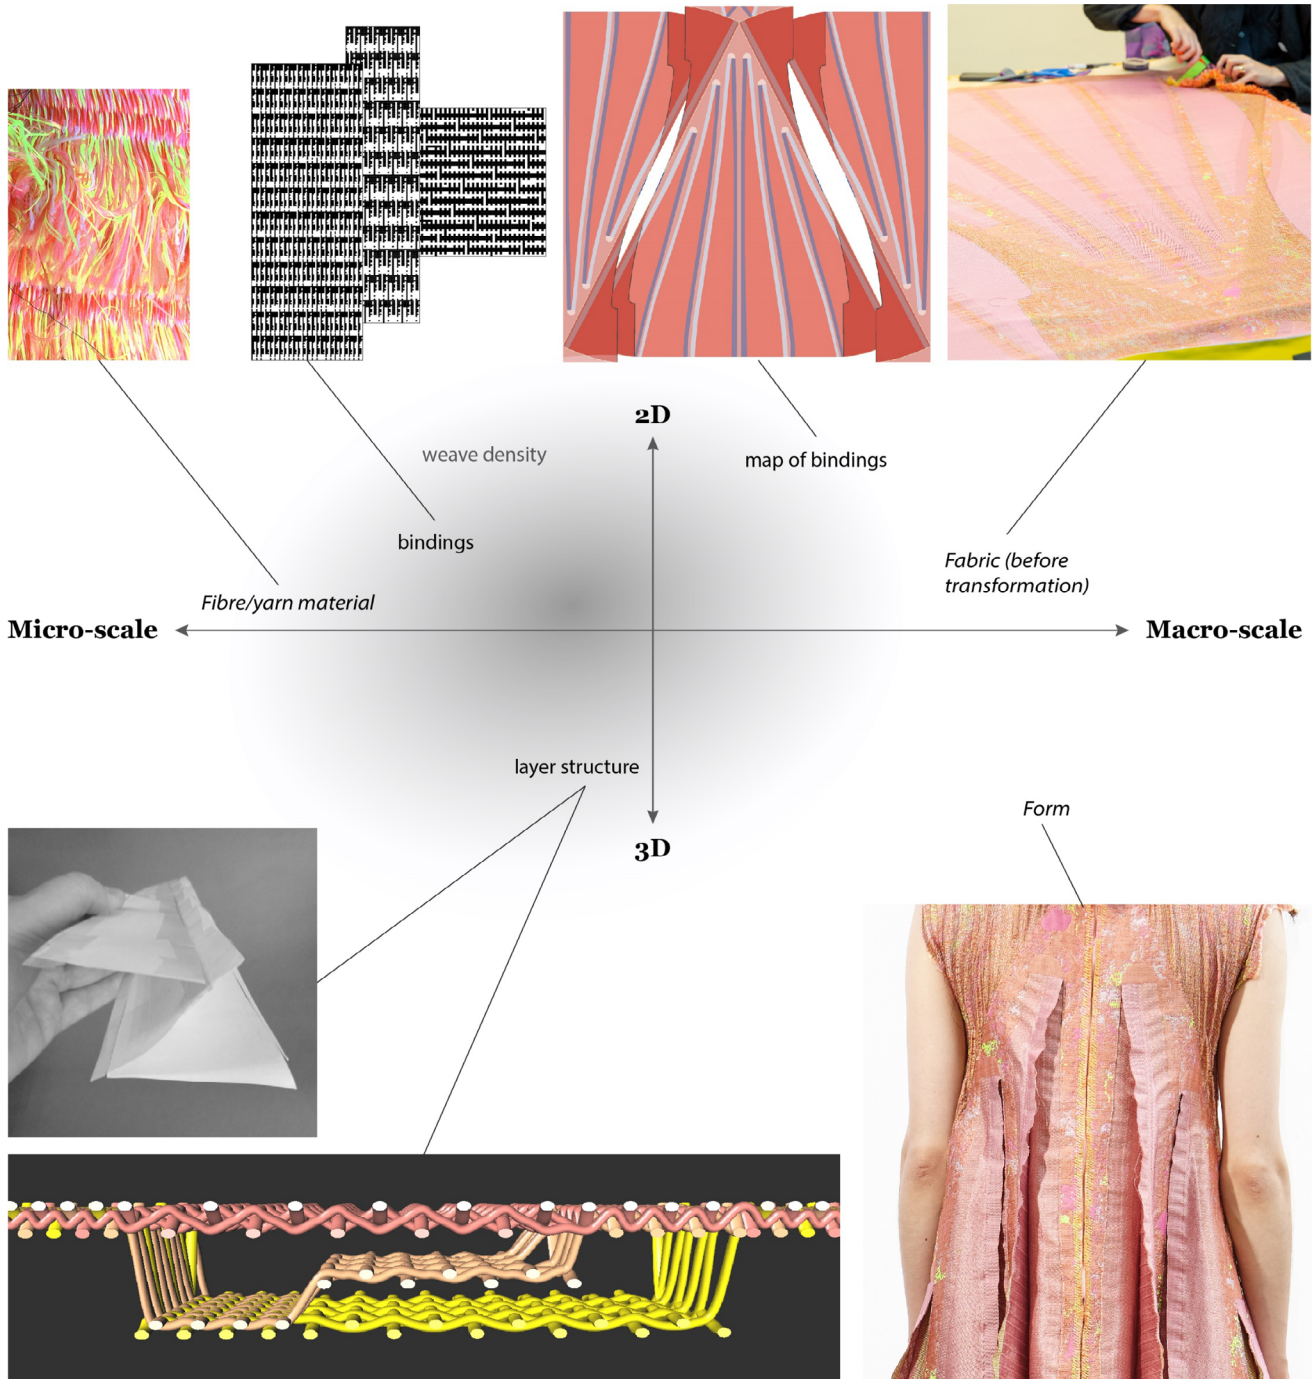 2D
weave density
map of bindings
bindings
Fabric (before
transformation)
Fibre/yarn material
Micro-scale
Macro-scale
layer structure
Form
3D